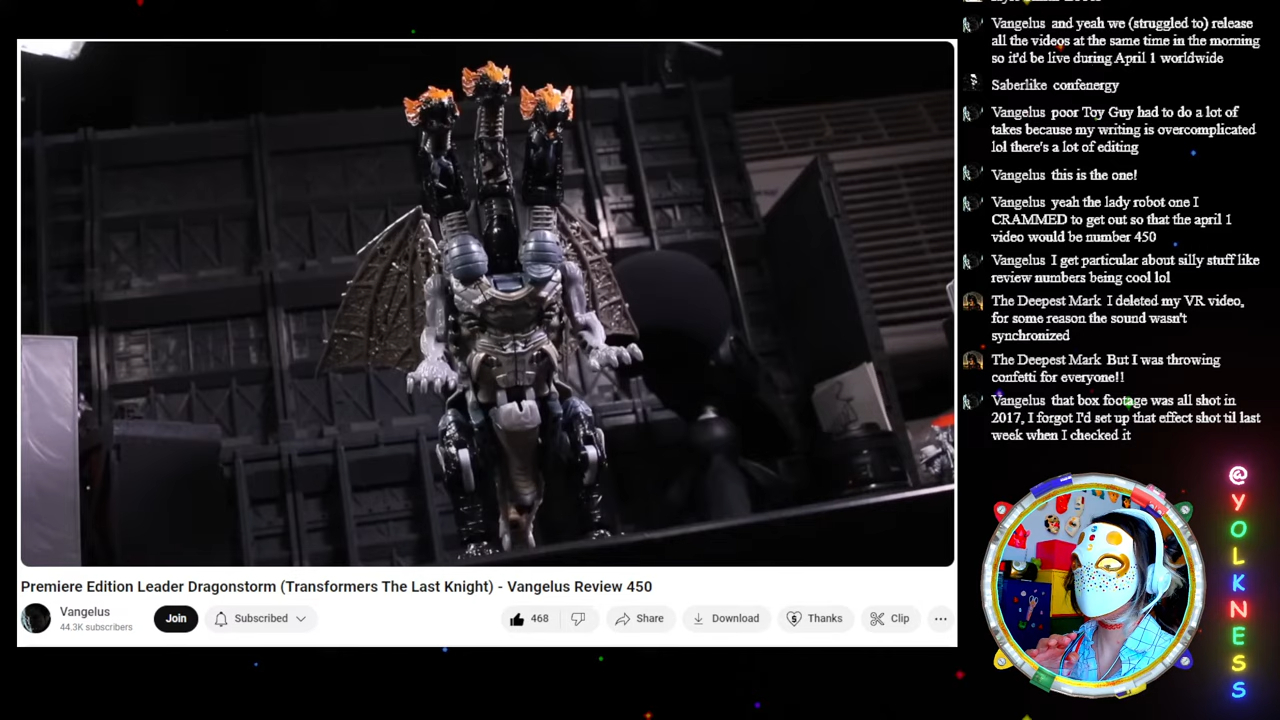 Vangelus and yeah we (struggled to) release
all the videos at the same time in the morning
so it'd be live during April 1 worldwide
Saberlike confenergy
Vangelus poor Toy Guy had to do a lot of
takes because my writing is overcomplicated
lol there's a lot of editing
Vangelus this is the one!
Vangelus yeah the lady robot one I
CRAMMED to get out so that the april 1
video would be number 450
Vangelus I get particular about silly stuff like
review numbers being cool lol
The Deepest Mark I deleted my VR video,
for some reason the sound wasn't
synchronized
The Deepest Mark But I was throwing
confetti for everyone!!
Vangelus that box footage was all shot in
2017, I forgot I'd set up that effect shot til last
week when I checked it
Premiere Edition Leader Dragonstorm (Transformers The Last Knight) - Vangelus Review 450
Vangelus
44.3K subscribers
Join
Subscribed
468
Share
Download
Thanks
Clip
@YOLKNESS